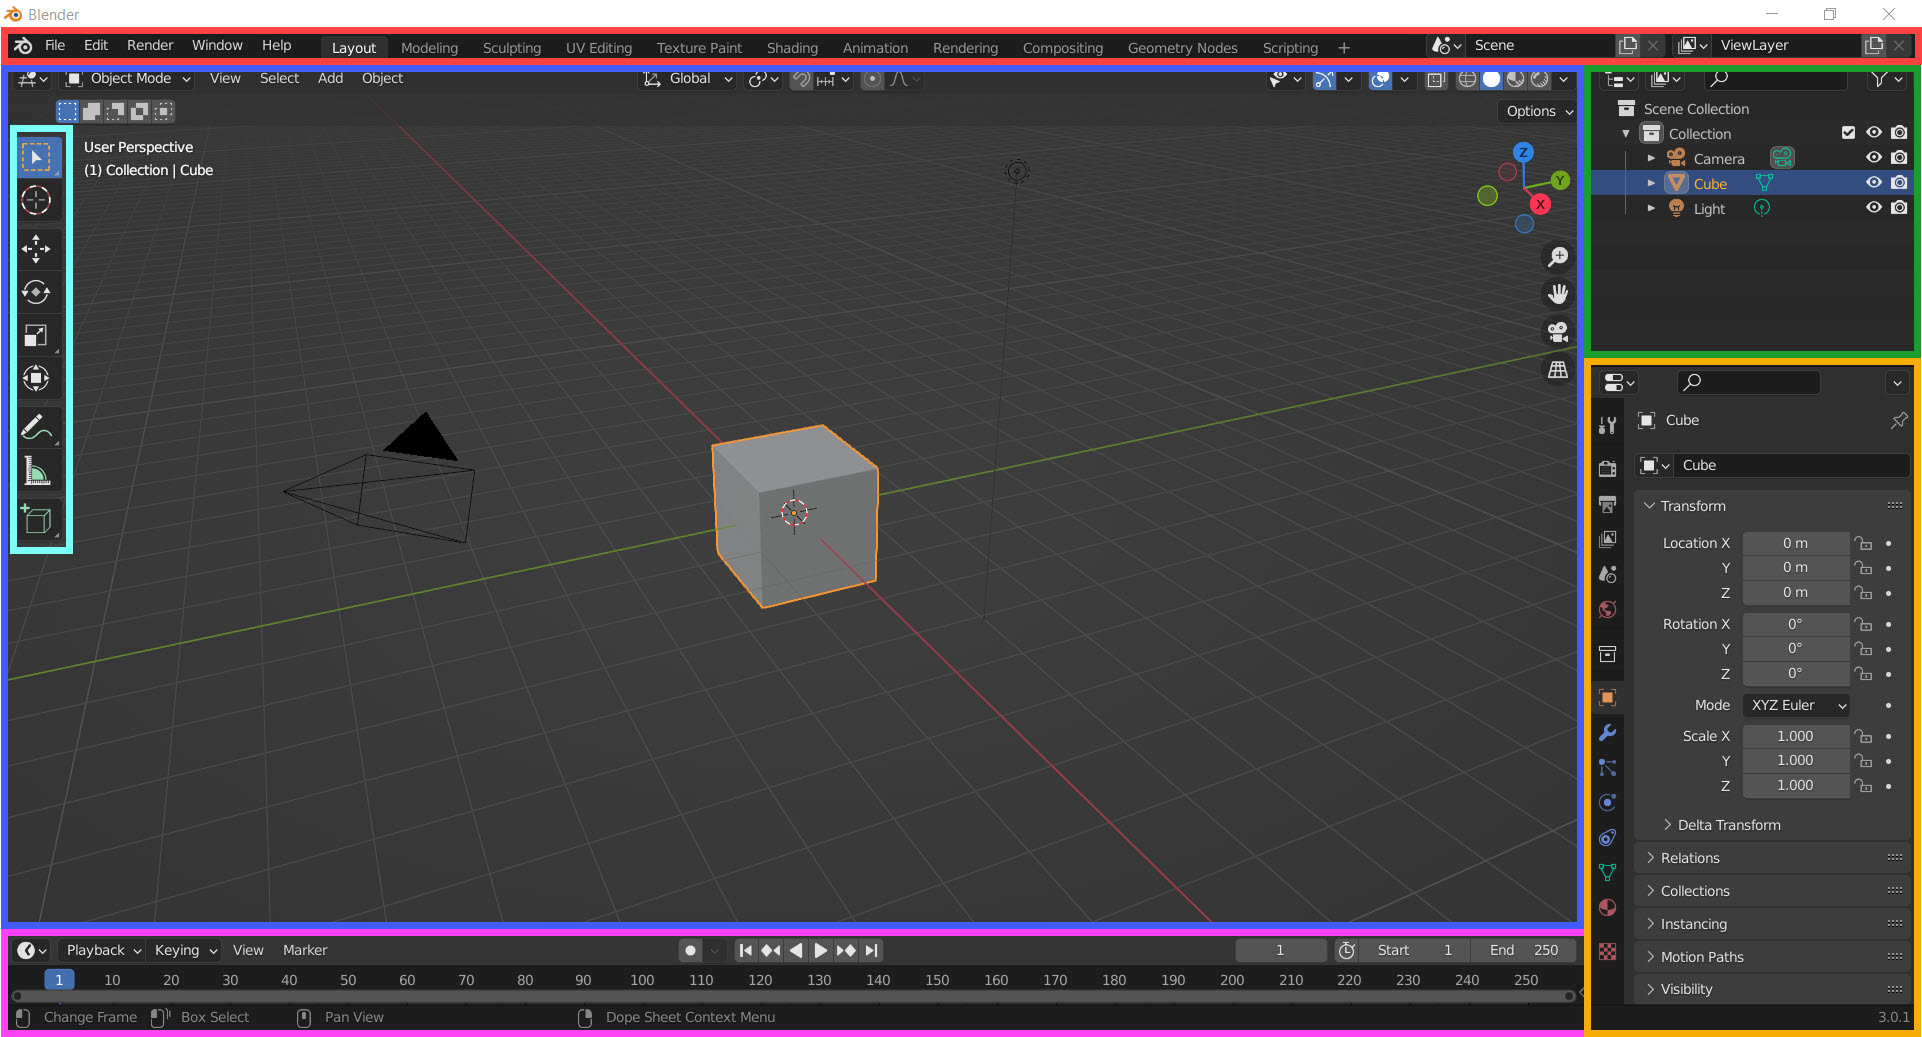 Blender
File Edit Render Window Help Layout Modeling Sculpting UV Editing Texture Paint Shading Animation Rendering Compositing Geometry Nodes Scripting + Scene ViewLayer
Object Mode View Select Add Object Global
Options
User Perspective
(1) Collection | Cube
Z
Y
X
Scene Collection
Collection
Camera
Cube
Light
Cube
Cube
Transform
Location X 0 m
Y 0 m
Z 0 m
Rotation X 0°
Y 0°
Z 0°
Mode XYZ Euler
Scale X 1.000
Y 1.000
Z 1.000
Delta Transform
Relations
Collections
Instancing
Motion Paths
Visibility
Playback Keying View Marker 1 Start 1 End 250
1 10 20 30 40 50 60 70 80 90 100 110 120 130 140 150 160 170 180 190 200 210 220 230 240 250
Change Frame Box Select Pan View Dope Sheet Context Menu
3.0.1